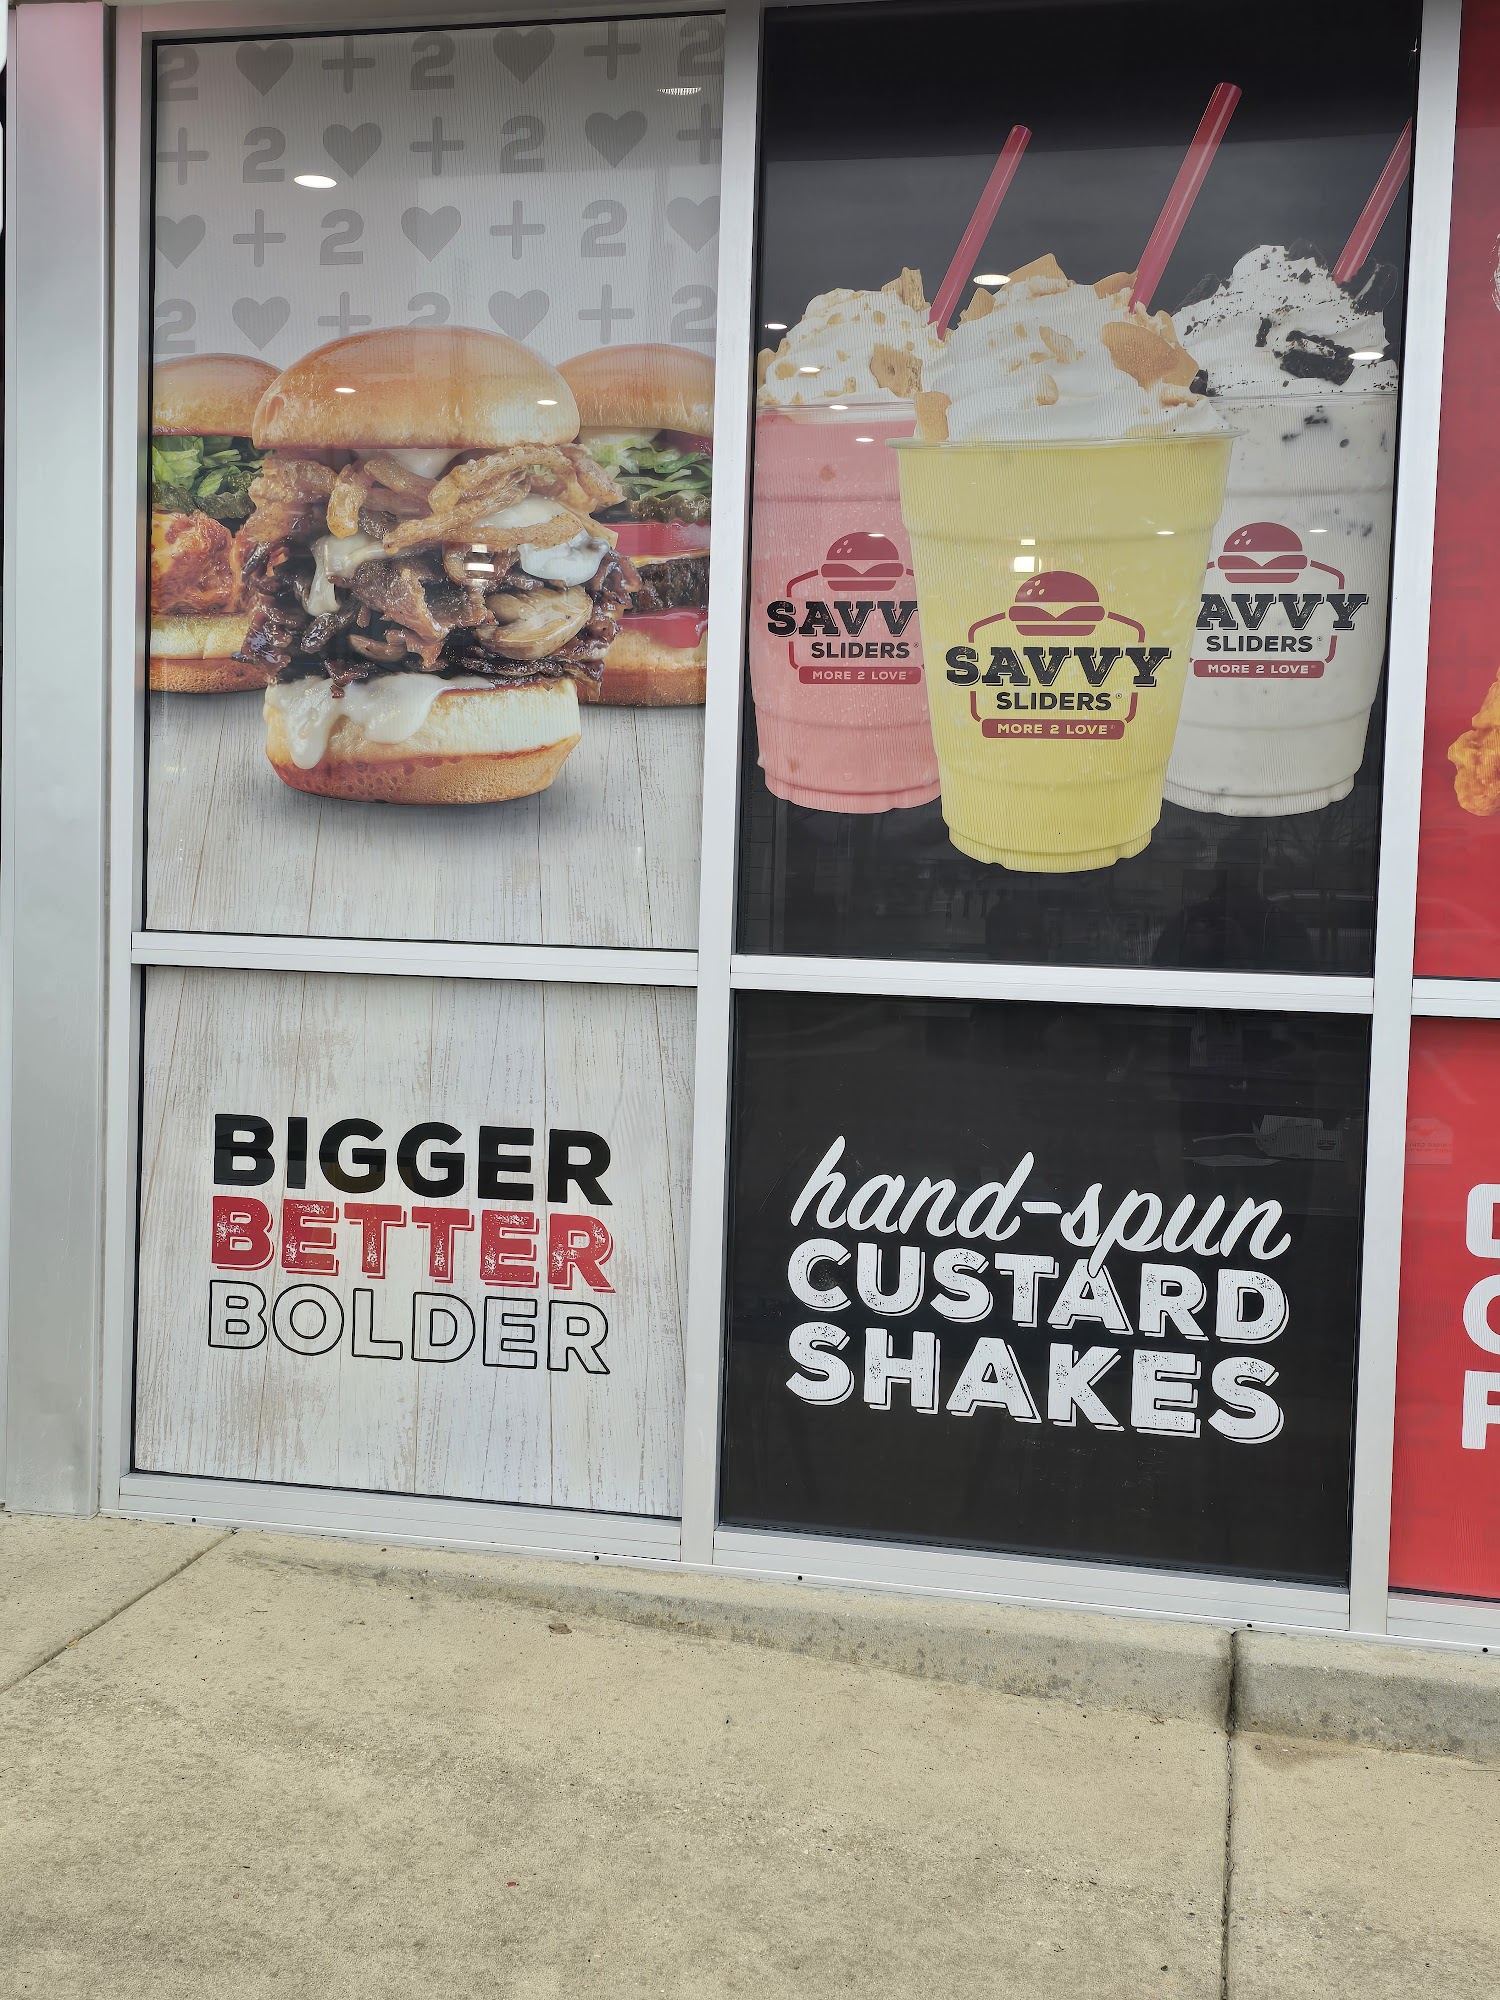 BIGGER
BETTER
BOLDER
SAVV
SLIDERS®
MORE 2 LOVE®
SAVVY
SLIDERS®
MORE 2 LOVE®
AVVY
SLIDERS®
MORE 2 LOVE®
hand-spun
CUSTARD
SHAKES